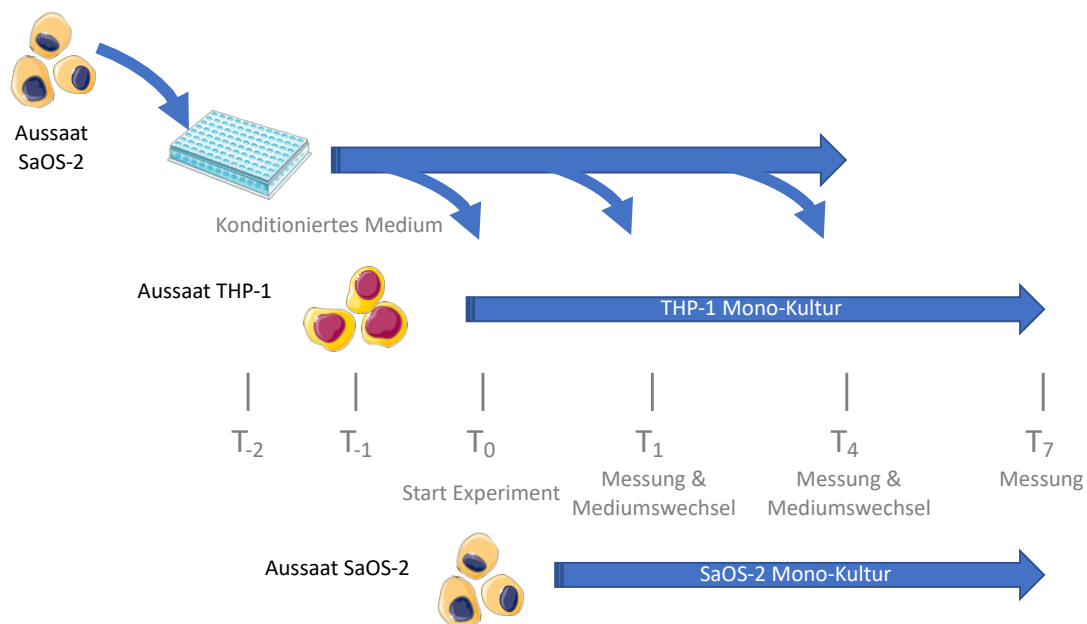 Aussaat
SaOS-2
Konditioniertes Medium
Aussaat THP-1
THP-1 Mono-Kultur
T-2
T-1
T0
T1
T4
T7
Start Experiment
Messung &
Mediumswechsel
Messung &
Mediumswechsel
Messung
Aussaat SaOS-2
SaOS-2 Mono-Kultur